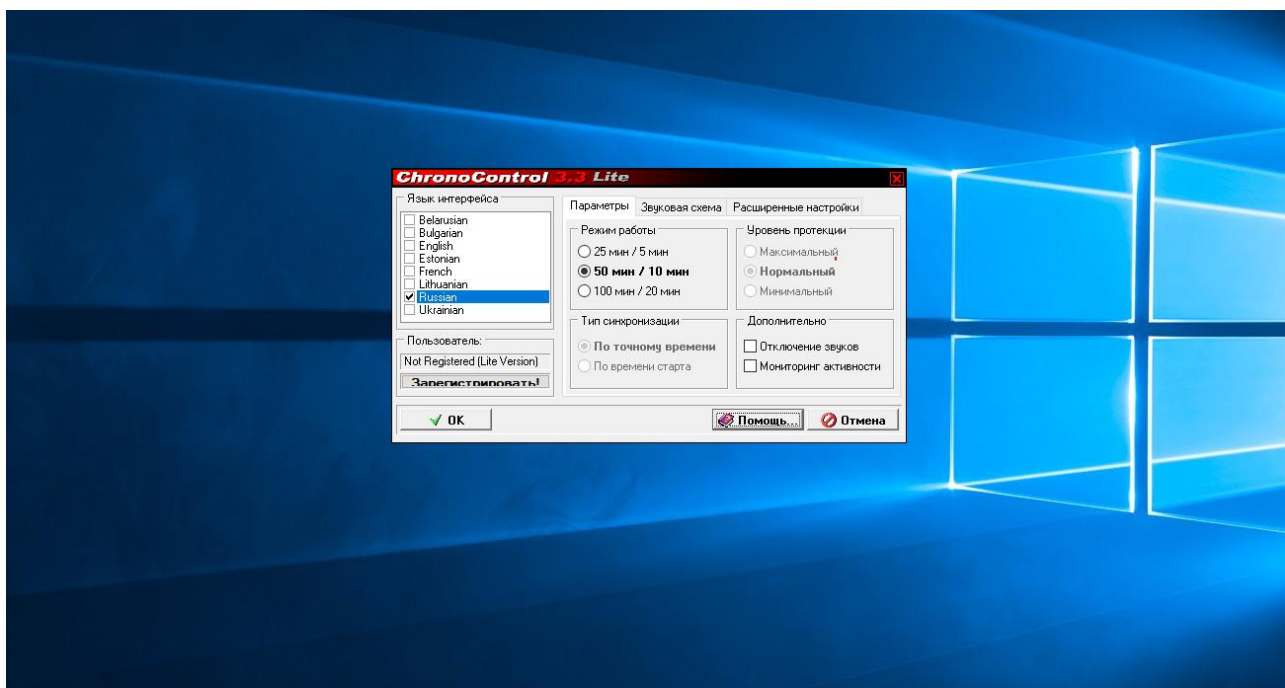 ChronoControl 3.3 Lite
Язык интерфейса
Belarusian
Bulgarian
English
Estonian
French
Lithuanian
Russian
Ukrainian
Пользователь:
Not Registered (Lite Version)
Зарегистрировать!
Параметры Звуковая схема Расширенные настройки
Режим работы
25 мин / 5 мин
50 мин / 10 мин
100 мин / 20 мин
Уровень протекции
Максимальный
Нормальный
Минимальный
Тип синхронизации
По точному времени
По времени старта
Дополнительно
Отключение звуков
Мониторинг активности
OK Помощь... Отмена